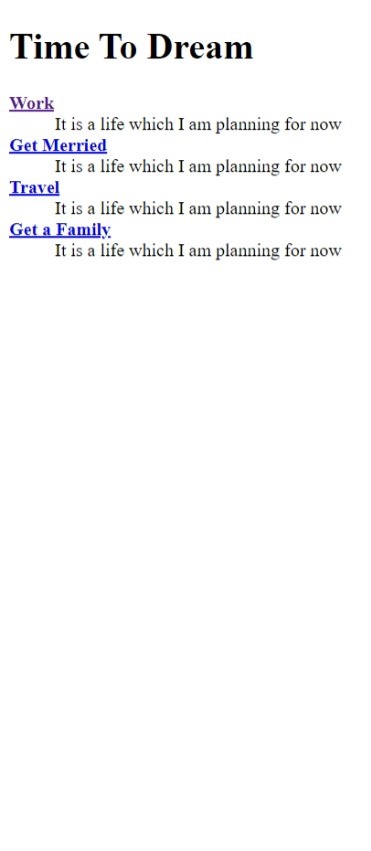 Time To Dream
Work
It is a life which I am planning for now
Get Merried
It is a life which I am planning for now
Travel
It is a life which I am planning for now
Get a Family
It is a life which I am planning for now